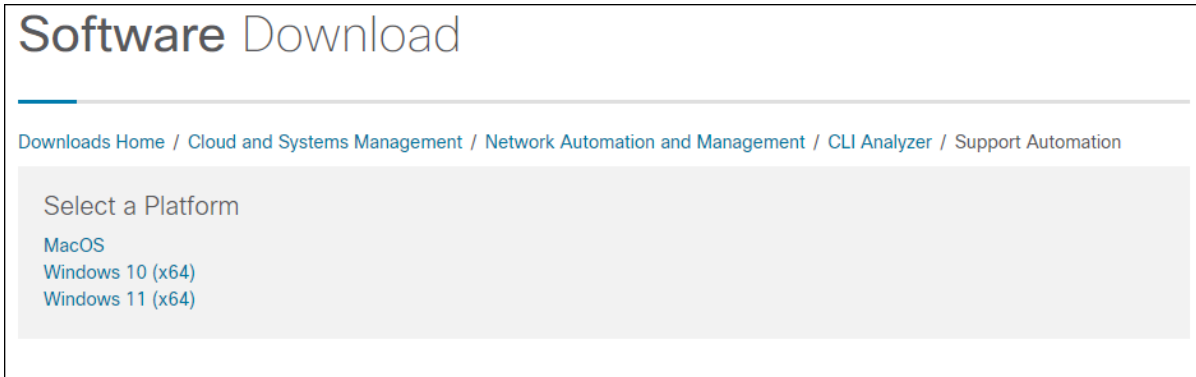 Software Download
Downloads Home / Cloud and Systems Management / Network Automation and Management / CLI Analyzer / Support Automation
Select a Platform
MacOS
Windows 10 (x64)
Windows 11 (x64)